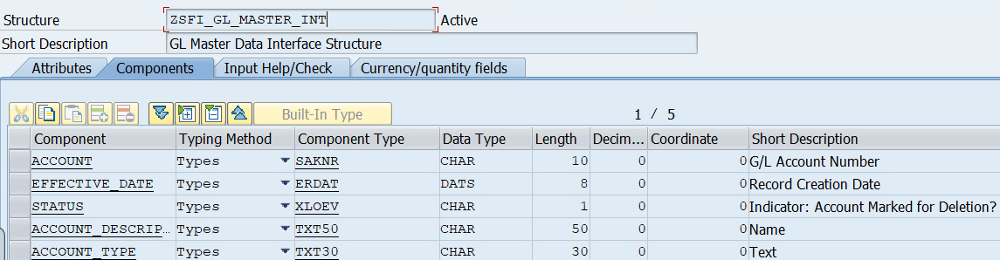 Structure ZSFI_GL_MASTER_INT Active
Short Description GL Master Data Interface Structure
Attributes Components Input Help/Check Currency/quantity fields
Built-In Type 1 / 5
Component Typing Method Component Type Data Type Length Decim... Coordinate Short Description
ACCOUNT Types SAKNR CHAR 10 0 0 G/L Account Number
EFFECTIVE_DATE Types ERDAT DATS 8 0 0 Record Creation Date
STATUS Types XLOEV CHAR 1 0 0 Indicator: Account Marked for Deletion?
ACCOUNT_DESCRIP... Types TXT50 CHAR 50 0 0 Name
ACCOUNT_TYPE Types TXT30 CHAR 30 0 0 Text